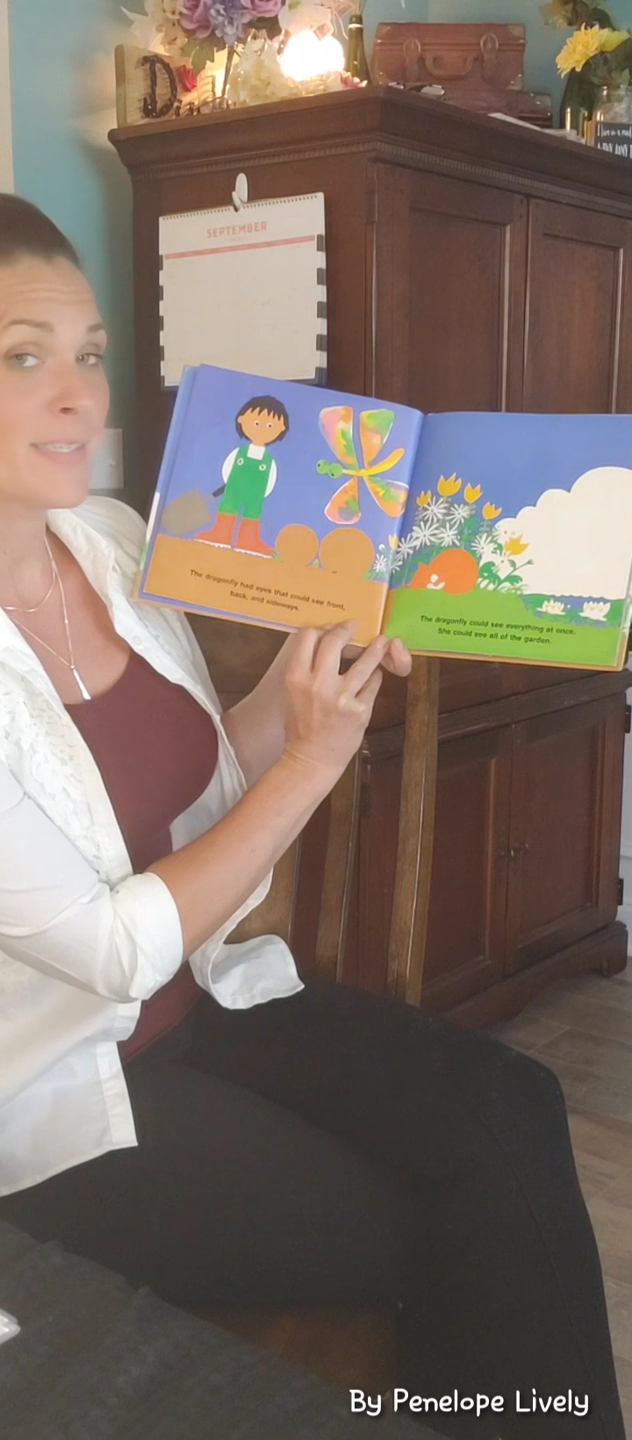 SEPTEMBER
The dragonfly had eyes that could see front,
back, and sideways.
The dragonfly could see everything at once.
She could see all of the garden.
By Penelope Lively